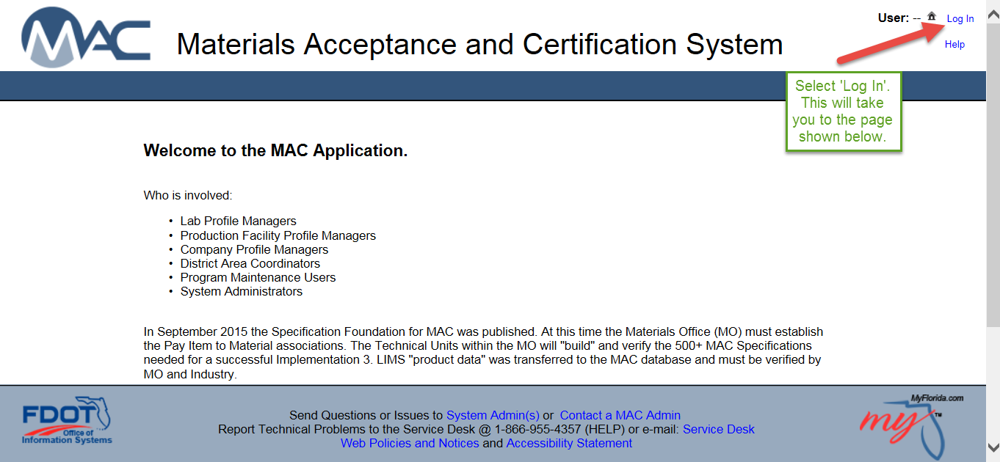 MAC
Materials Acceptance and Certification System
User: -- Log In
Help
Select 'Log In'.
This will take
you to the page
shown below.
Welcome to the MAC Application.
Who is involved:
• Lab Profile Managers
• Production Facility Profile Managers
• Company Profile Managers
• District Area Coordinators
• Program Maintenance Users
• System Administrators
In September 2015 the Specification Foundation for MAC was published. At this time the Materials Office (MO) must establish
the Pay Item to Material associations. The Technical Units within the MO will "build" and verify the 500+ MAC Specifications
needed for a successful Implementation 3. LIMS "product data" was transferred to the MAC database and must be verified by
MO and Industry.
FDOT
Office of
Information Systems
Send Questions or Issues to System Admin(s) or Contact a MAC Admin
Report Technical Problems to the Service Desk @ 1-866-955-4357 (HELP) or e-mail: Service Desk
Web Policies and Notices and Accessibility Statement
MyFlorida.com
my™